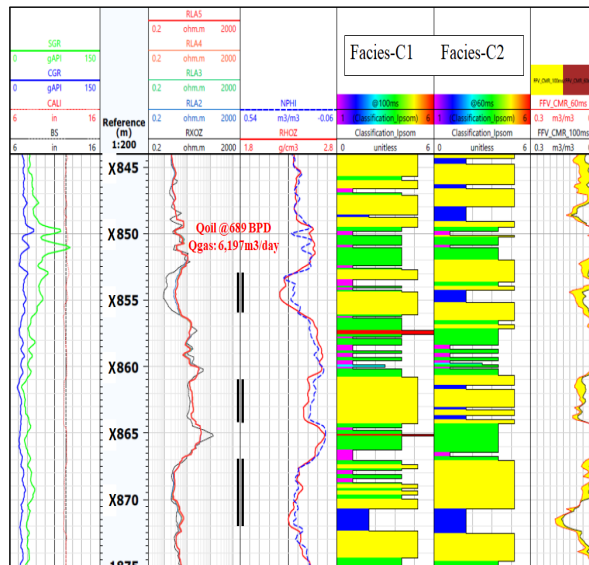 Facies-C1
Facies-C2
RLA5
0.2 ohm.m 2000
RLA4
0.2 ohm.m 2000
SGR
0 gAPI 150
RLA3
0.2 ohm.m 2000
CGR
0 gAPI 150
RLA2
0.2 ohm.m 2000
NPHI
0.54 m3/m3 -0.06
@100ms
1 (Classification_Ipsom) 6
@60ms
1 (Classification_Ipsom) 6
CALI
6 in 16
Reference
(m)
1:200
RXOZ
0.2 ohm.m 2000
RHOZ
1.8 g/cm3 2.8
Classification_Ipsom
0 unitless 6
Classification_Ipsom
0 unitless 6
FFV_CMR_60ms
0.3 m3/m3
FFV_CMR_100ms
0.3 m3/m3
BS
6 in 16
X845
Qoil @689 BPD
Qgas: 6,197m3/day
X850
X855
X860
X865
X870
X875